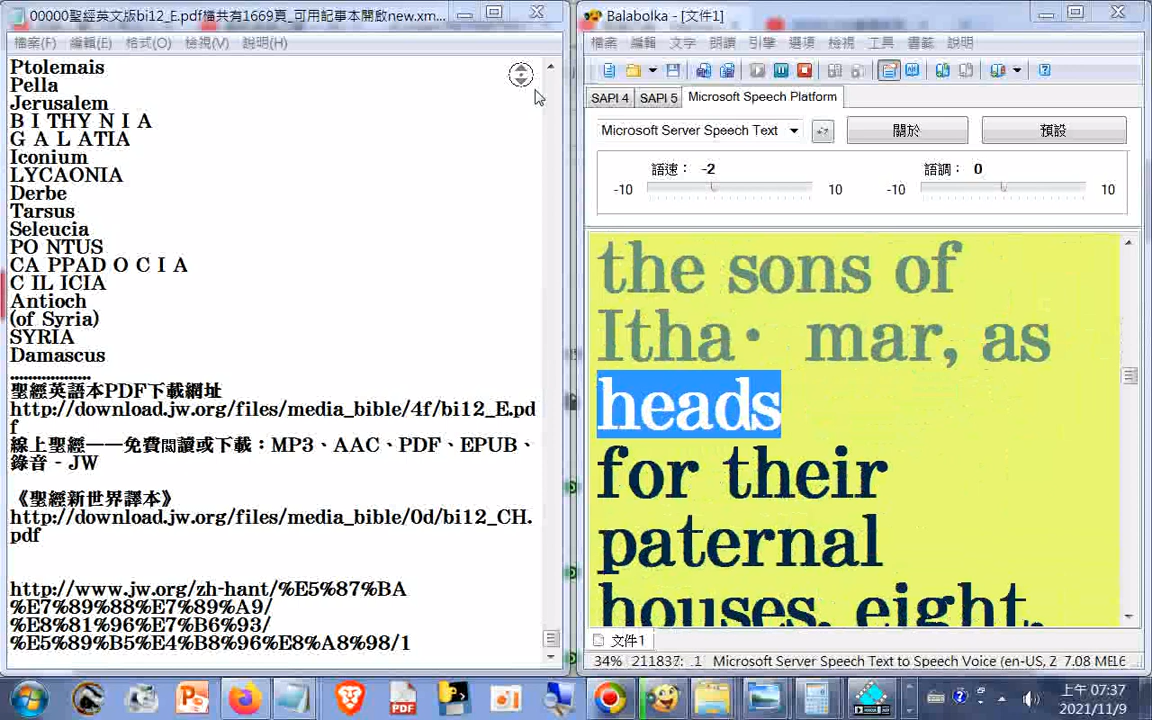 00000聖經英文版bi12_E.pdf檔共有1669頁_可用記事本開啟new.xm...
檔案(F) 編輯(E) 格式(O) 檢視(V) 說明(H)
Ptolemais
Pella
Jerusalem
B I THY N I A
G A L ATIA
Iconium
LYCAONIA
Derbe
Tarsus
Seleucia
PO NTUS
CA PPAD O C I A
C IL ICIA
Antioch
(of Syria)
SYRIA
Damascus
..................
聖經英語本PDF下載網址
http://download.jw.org/files/media_bible/4f/bi12_E.pd
f
線上聖經——免費閱讀或下載：MP3、AAC、PDF、EPUB、
錄音 - JW
《聖經新世界譯本》
http://download.jw.org/files/media_bible/0d/bi12_CH.
pdf
http://www.jw.org/zh-hant/%E5%87%BA
%E7%89%88%E7%89%A9/
%E8%81%96%E7%B6%93/
%E5%89%B5%E4%B8%96%E8%A8%98/1
Balabolka - [文件1]
檔案 編輯 文字 朗讀 引擎 選項 檢視 工具 書籤 說明
SAPI 4 SAPI 5 Microsoft Speech Platform
Microsoft Server Speech Text 關於 預設
語速： -2 語調： 0
-10 10 -10 10
the sons of
Itha· mar, as
heads
for their
paternal
houses, eight.
文件1
34% 211837: .1 Microsoft Server Speech Text to Speech Voice (en-US, Z 7.08 МЕ16
上午 07:37
2021/11/9